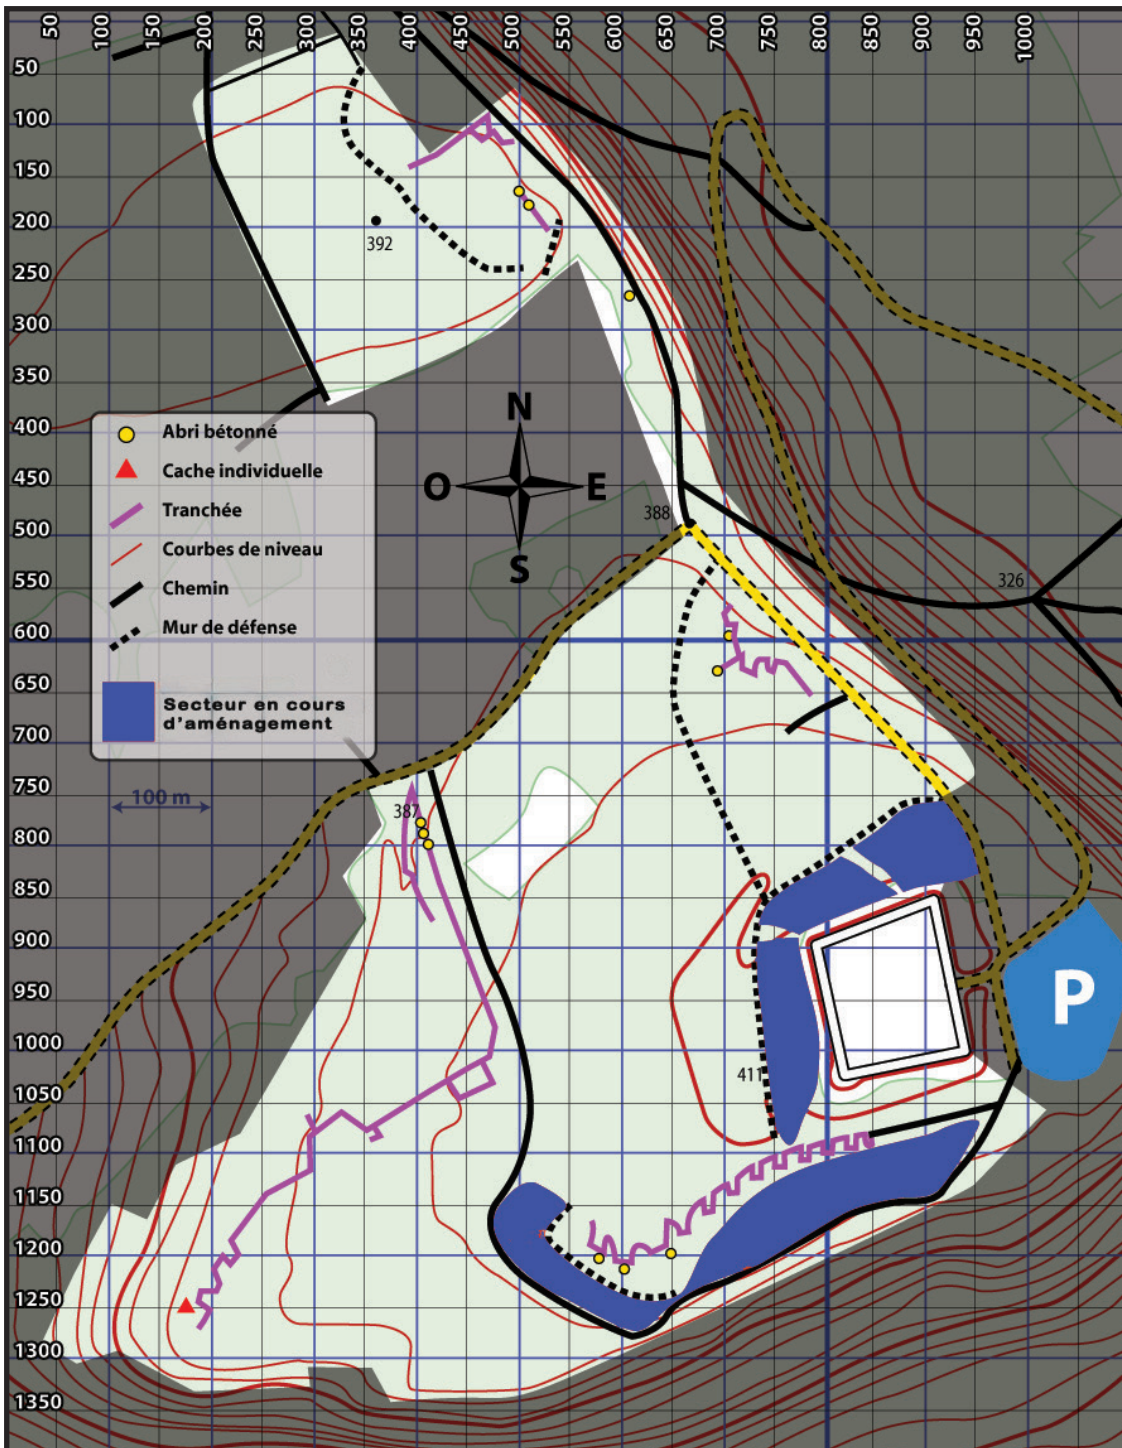 50 100 150 200 250 300 350 400 450 500 550 600 650 700 750 800 850 900 950 1000
50
100
150
200
392
250
300
350
400
Abri bétonné
N
450
Cache individuelle
O
E
500
Tranchée
388
S
550
Courbes de niveau
326
Chemin
600
Mur de défense
650
700
Secteur en cours
d'aménagement
750
100 m
387
800
850
900
950
P
1000
411
1050
1100
1150
1200
1250
1300
1350